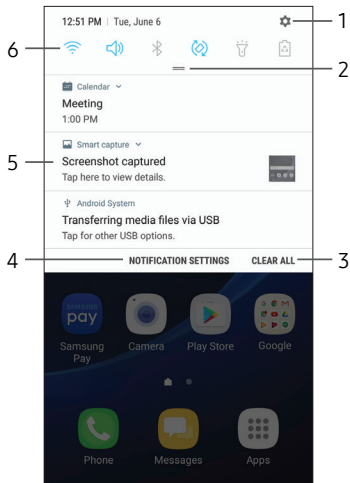 12:51 PM | Tue, June 6
1
6
2
Calendar
Meeting
1:00 PM
Smart capture
5
Screenshot captured
Tap here to view details.
Android System
Transferring media files via USB
Tap for other USB options.
4
NOTIFICATION SETTINGS CLEAR ALL
3
pay
Samsung Pay
Camera
Play Store
Google
Phone
Messages
Apps